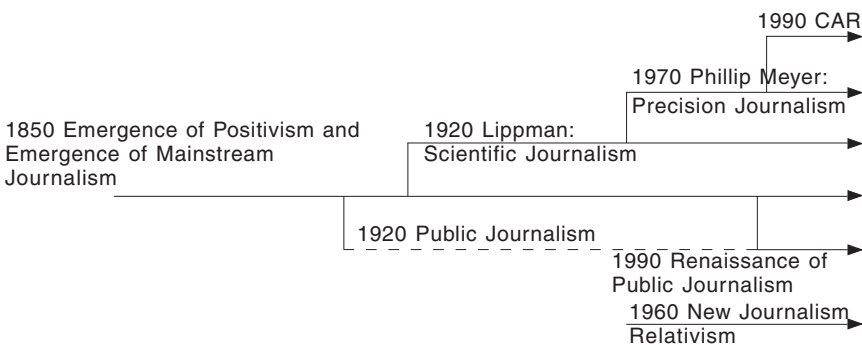 1990 CAR
1970 Phillip Meyer:
Precision Journalism
1850 Emergence of Positivism and
Emergence of Mainstream
Journalism
1920 Lippman:
Scientific Journalism
1920 Public Journalism
1990 Renaissance of
Public Journalism
1960 New Journalism
Relativism